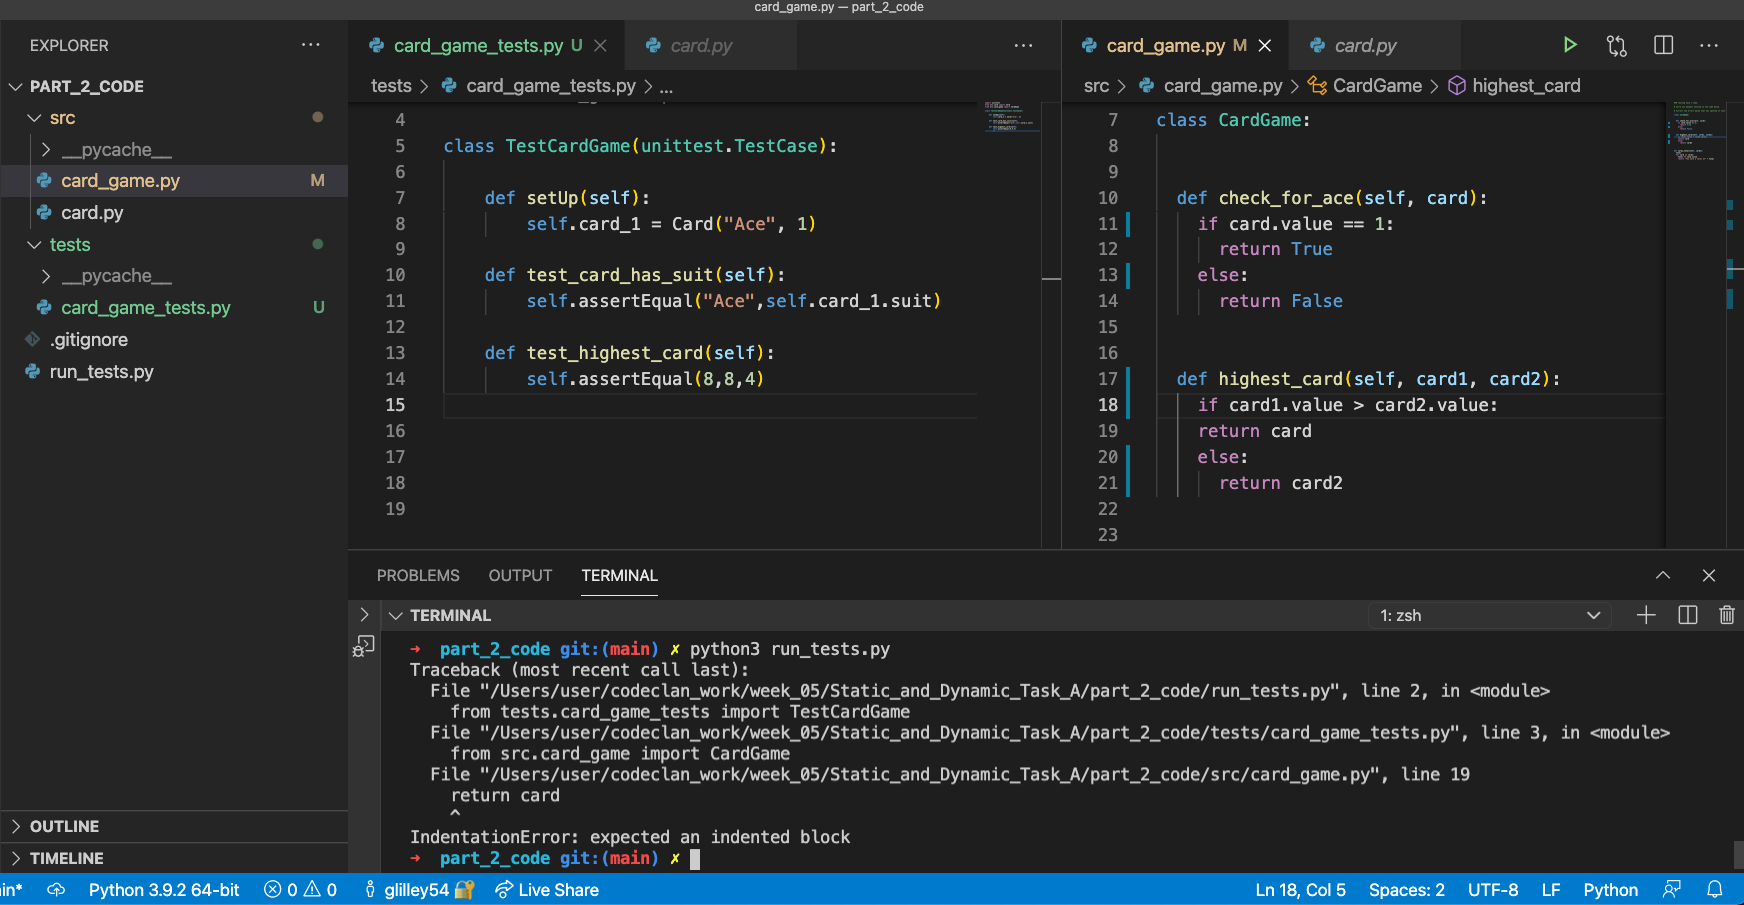 card_game.py — part_2_code
EXPLORER
PART_2_CODE
src
__pycache__
card_game.py M
card.py
tests
__pycache__
card_game_tests.py U
.gitignore
run_tests.py
OUTLINE
TIMELINE
card_game_tests.py U
card.py
tests > card_game_tests.py > ...
4
5 class TestCardGame(unittest.TestCase):
6
7 def setUp(self):
8 self.card_1 = Card("Ace", 1)
9
10 def test_card_has_suit(self):
11 self.assertEqual("Ace",self.card_1.suit)
12
13 def test_highest_card(self):
14 self.assertEqual(8,8,4)
15
16
17
18
19
card_game.py M
card.py
src > card_game.py > CardGame > highest_card
7 class CardGame:
8
9
10 def check_for_ace(self, card):
11 if card.value == 1:
12 return True
13 else:
14 return False
15
16
17 def highest_card(self, card1, card2):
18 if card1.value > card2.value:
19 return card
20 else:
21 return card2
22
23
PROBLEMS OUTPUT TERMINAL
TERMINAL
1: zsh
➜ part_2_code git:(main) ✗ python3 run_tests.py
Traceback (most recent call last):
File "/Users/user/codeclan_work/week_05/Static_and_Dynamic_Task_A/part_2_code/run_tests.py", line 2, in <module>
from tests.card_game_tests import TestCardGame
File "/Users/user/codeclan_work/week_05/Static_and_Dynamic_Task_A/part_2_code/tests/card_game_tests.py", line 3, in <module>
from src.card_game import CardGame
File "/Users/user/codeclan_work/week_05/Static_and_Dynamic_Task_A/part_2_code/src/card_game.py", line 19
return card
^
IndentationError: expected an indented block
➜ part_2_code git:(main) ✗
in* Python 3.9.2 64-bit 0 0 glilley54 Live Share Ln 18, Col 5 Spaces: 2 UTF-8 LF Python